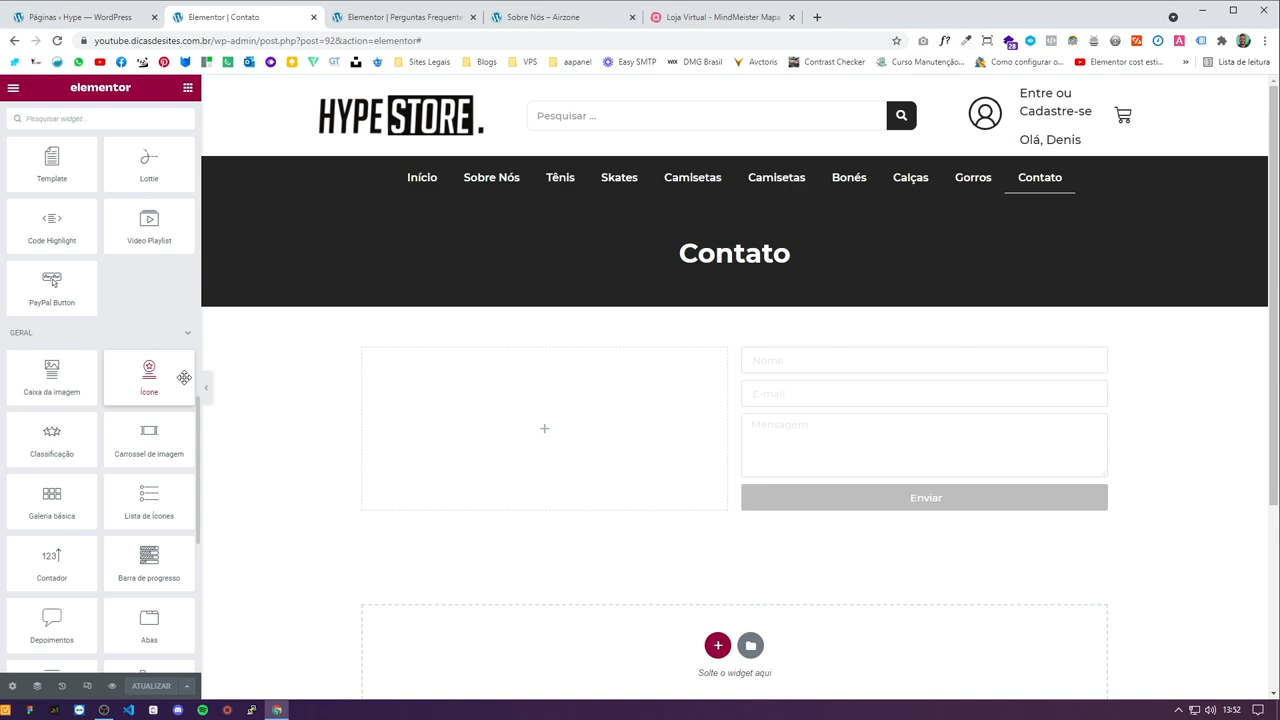 Páginas ‹ Hype — WordPress
Elementor | Contato
Elementor | Perguntas Frequente
Sobre Nós – Airzone
Loja Virtual - MindMeister Mapa
youtube.dicasdesites.com.br/wp-admin/post.php?post=92&action=elementor#
28
Sites Legais
Blogs
VPS
aapanel
Easy SMTP
DMG Brasil
Avctoris
Contrast Checker
Curso Manutenção...
Como configurar o...
Elementor cost esti...
Lista de leitura
elementor
Pesquisar widget...
Template
Lottie
Code Highlight
Video Playlist
PayPal Button
GERAL
Caixa da imagem
Ícone
Classificação
Carrossel de imagem
Galeria básica
Lista de Ícones
Contador
Barra de progresso
Depoimentos
Abas
ATUALIZAR
HYPE STORE.
Pesquisar ...
Entre ou
Cadastre-se
Olá, Denis
Início
Sobre Nós
Tênis
Skates
Camisetas
Camisetas
Bonés
Calças
Gorros
Contato
Contato
Nome
E-mail
Mensagem
Enviar
Solte o widget aqui
13:52